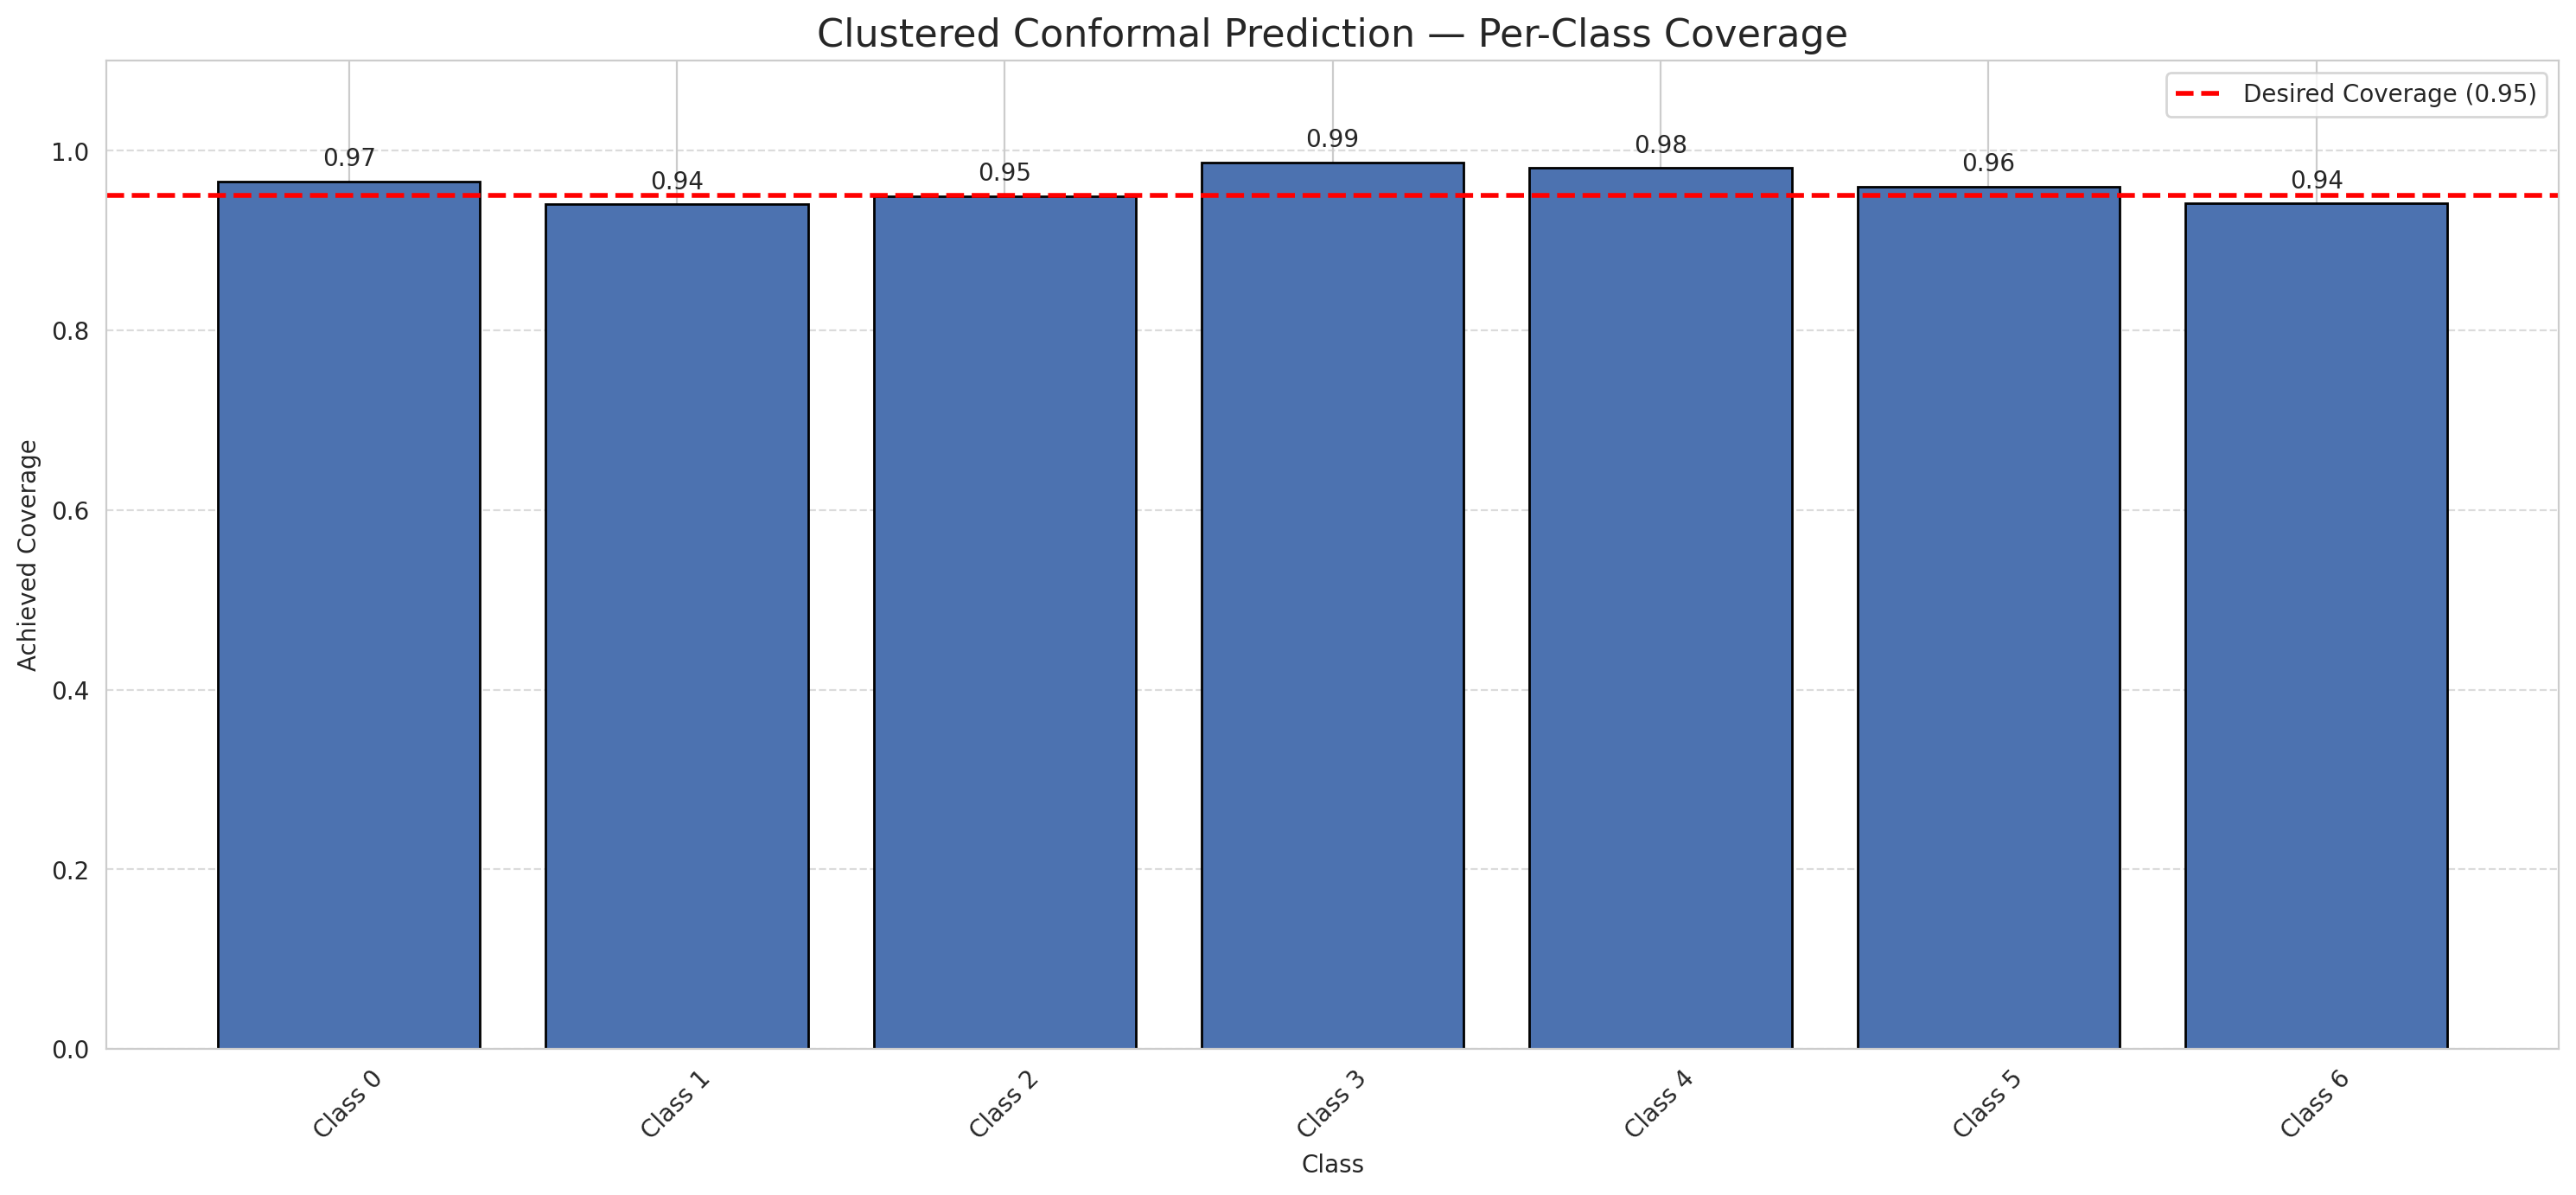 Clustered Conformal Prediction — Per-Class Coverage
Desired Coverage (0.95)
Achieved Coverage
1.0
0.8
0.6
0.4
0.2
0.0
0.97
0.94
0.95
0.99
0.98
0.96
0.94
Class 0
Class 1
Class 2
Class 3
Class 4
Class 5
Class 6
Class